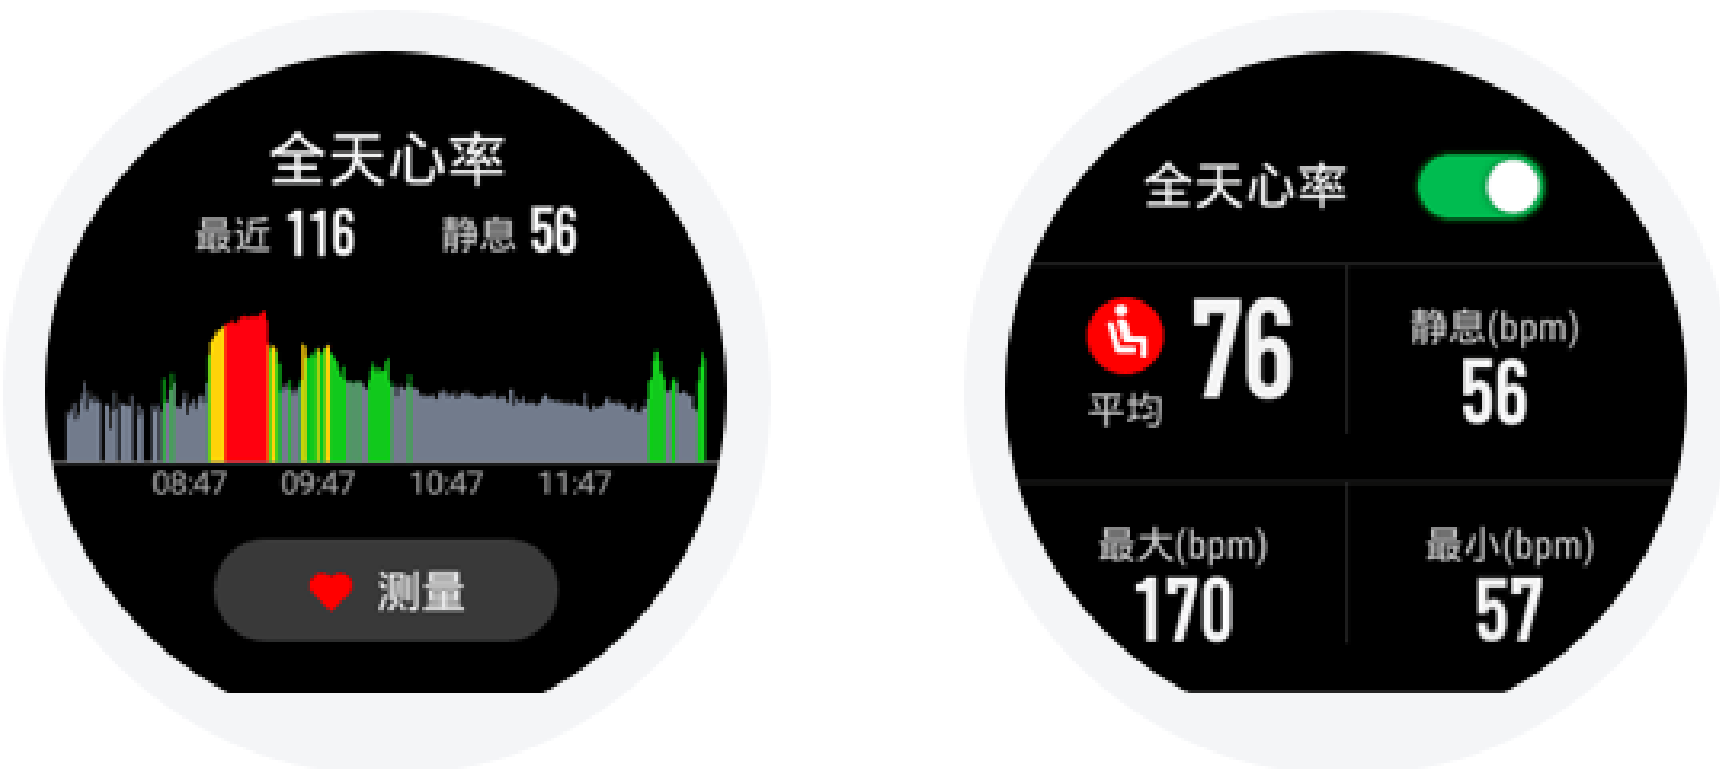 全天心率
最近 116 静息 56
08:47 09:47 10:47 11:47
测量
全天心率
76 静息(bpm)
平均 56
最大(bpm) 最小(bpm)
170 57